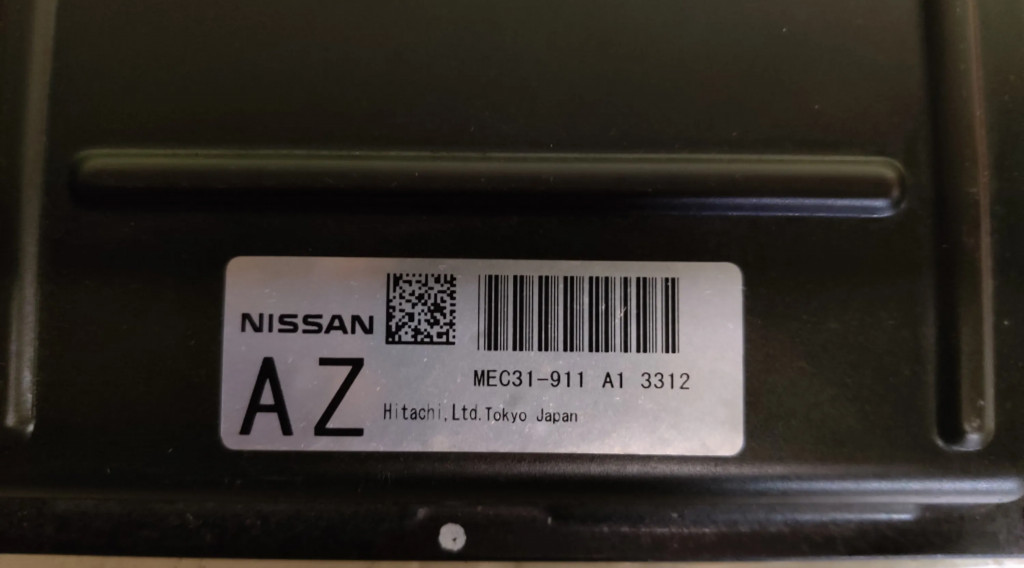 NISSAN
AZ
MEC31-911 A1 3312
Hitachi,Ltd.Tokyo Japan